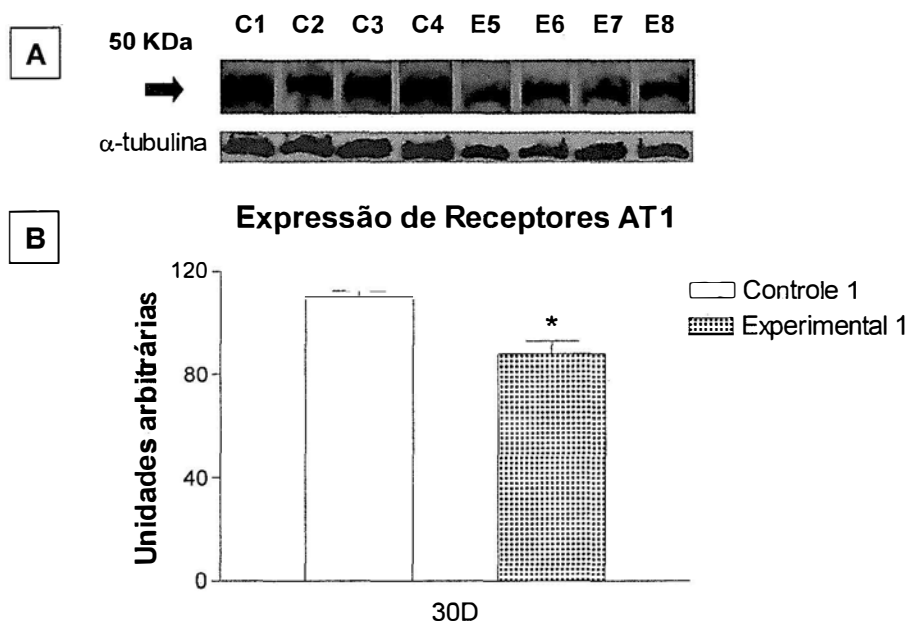 A
C1 C2 C3 C4 E5 E6 E7 E8
50 KDa
α-tubulina
B
Expressão de Receptores AT1
Unidades arbitrárias
120
80
40
0
*
30D
Controle 1
Experimental 1